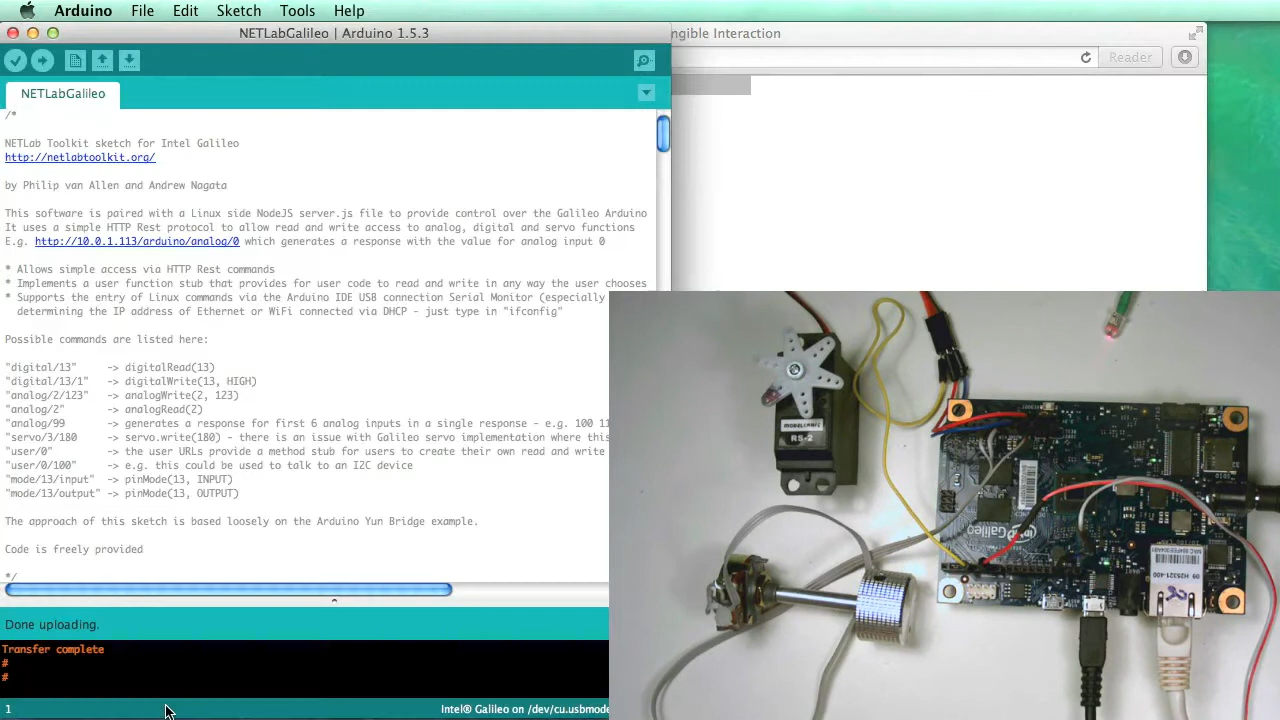 Arduino File Edit Sketch Tools Help
NETLabGalileo | Arduino 1.5.3
ngible Interaction
Reader
NETLabGalileo
/*
NETLab Toolkit sketch for Intel Galileo
http://netlabtoolkit.org/
by Philip van Allen and Andrew Nagata
This software is paired with a Linux side NodeJS server.js file to provide control over the Galileo Arduino
It uses a simple HTTP Rest protocol to allow read and write access to analog, digital and servo functions
E.g. http://10.0.1.113/arduino/analog/0 which generates a response with the value for analog input 0
* Allows simple access via HTTP Rest commands
* Implements a user function stub that provides for user code to read and write in any way the user chooses
* Supports the entry of Linux commands via the Arduino IDE USB connection Serial Monitor (especially
determining the IP address of Ethernet or WiFi connected via DHCP - just type in "ifconfig"
Possible commands are listed here:
"digital/13" -> digitalRead(13)
"digital/13/1" -> digitalWrite(13, HIGH)
"analog/2/123" -> analogWrite(2, 123)
"analog/2" -> analogRead(2)
"analog/99 -> generates a response for first 6 analog inputs in a single response - e.g. 100 11
"servo/3/180 -> servo.write(180) - there is an issue with Galileo servo implementation where this
"user/0" -> the user URLs provide a method stub for users to create their own read and write
"user/0/100" -> e.g. this could be used to talk to an I2C device
"mode/13/input" -> pinMode(13, INPUT)
"mode/13/output" -> pinMode(13, OUTPUT)
The approach of this sketch is based loosely on the Arduino Yun Bridge example.
Code is freely provided
*/
Done uploading.
Transfer complete
#
#
1
Intel® Galileo on /dev/cu.usbmode
RS-2
Galileo
09 H25321-400